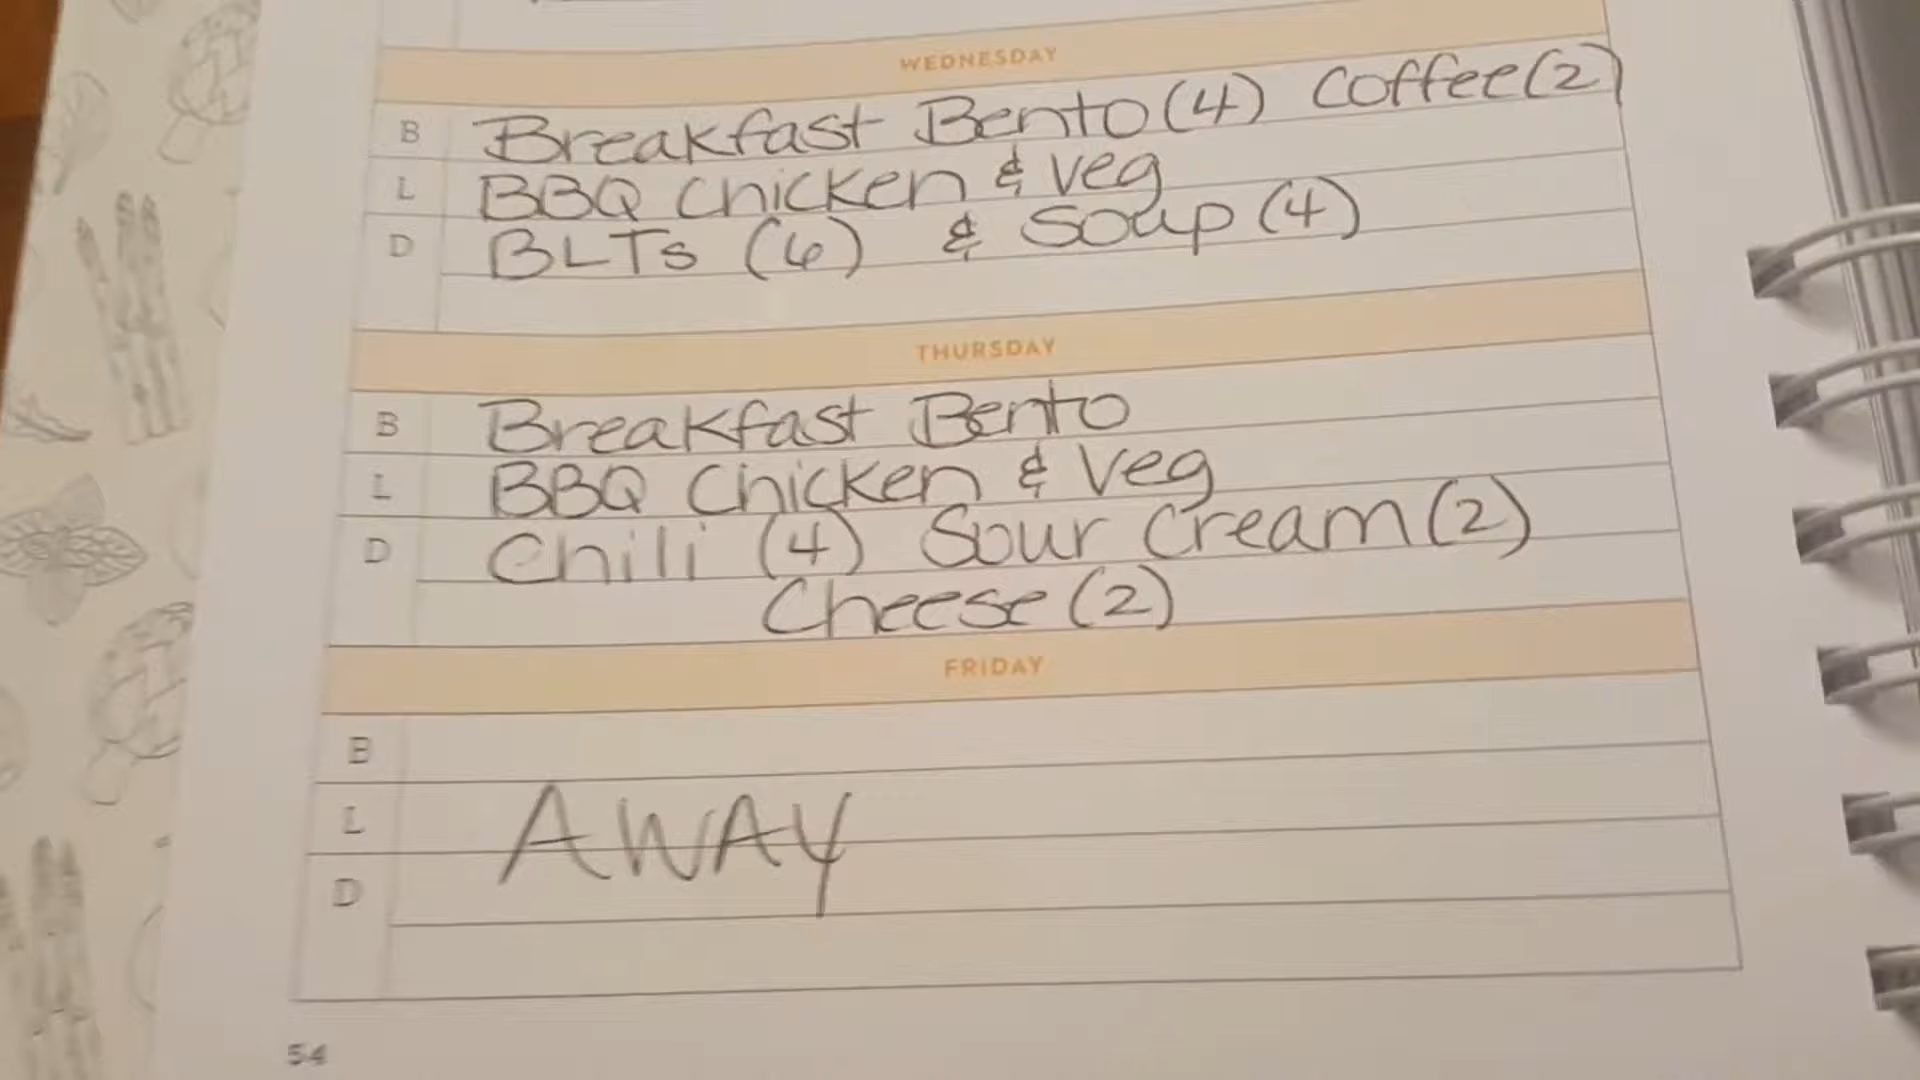 WEDNESDAY
B Breakfast Bento (4) Coffee (2)
L BBQ Chicken & Veg
D BLTs (6) & Soup (4)
THURSDAY
B Breakfast Bento
L BBQ Chicken & Veg
D Chili (4) Sour Cream (2)
Cheese (2)
FRIDAY
B
L AWAY
D
54